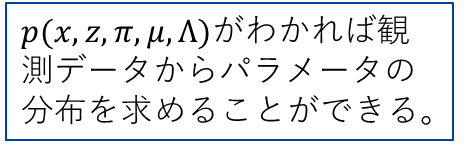 p(x, z, π, μ, Λ)がわかれば観
測データからパラメータの
分布を求めることができる。